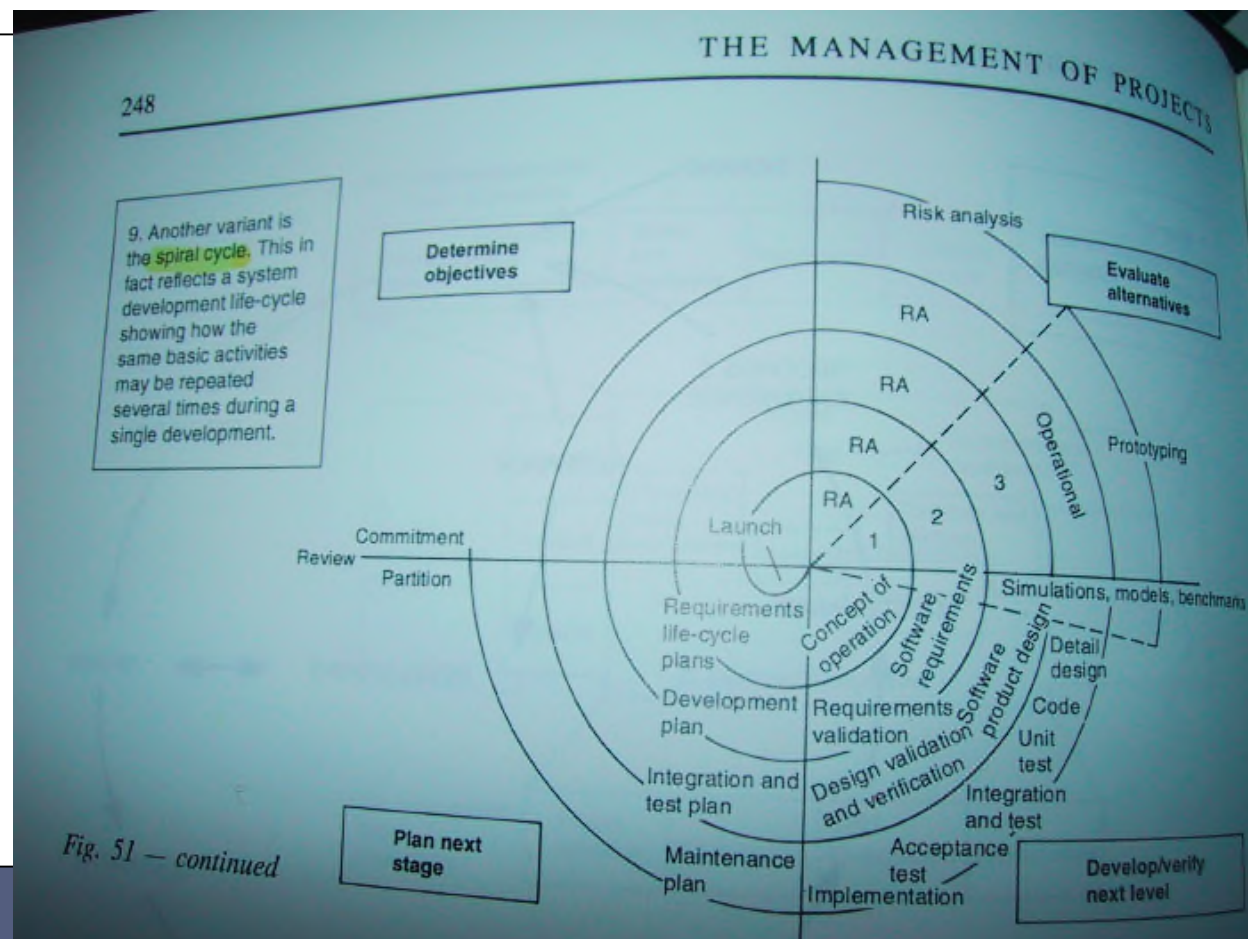 THE MANAGEMENT OF PROJECTS
248
9. Another variant is
the spiral cycle. This in
fact reflects a system
development life-cycle
showing how the
same basic activities
may be repeated
several times during a
single development.
Determine
objectives
Risk analysis
Evaluate
alternatives
RA
RA
RA
RA
Operational
Prototyping
3
2
1
Launch
Commitment
Review
Partition
Simulations, models, benchmarks
Requirements
life-cycle
plans
Concept of
operation
Software
requirements
Software
product design
Detail
design
Development
plan
Requirements
validation
Code
Unit
test
Integration and
test plan
Design validation
and verification
Integration
and test
Maintenance
plan
Acceptance
test
Implementation
Plan next
stage
Develop/verify
next level
Fig. 51 — continued